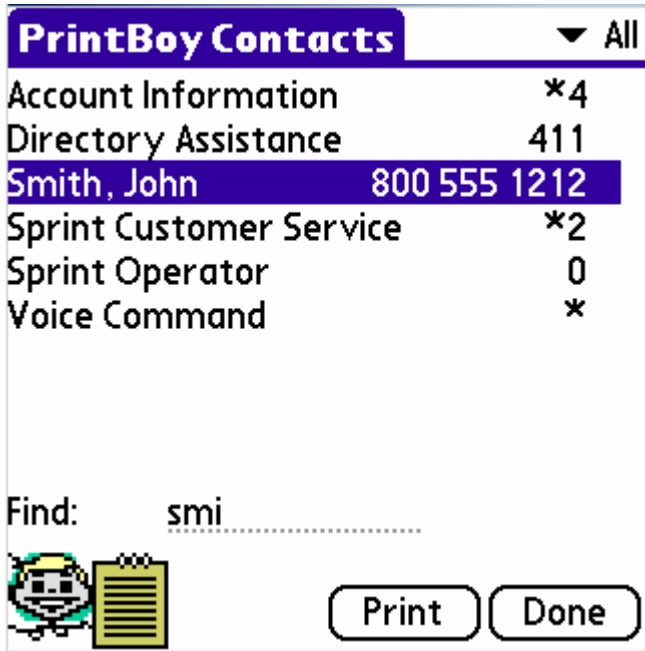 PrintBoy Contacts All
Account Information *4
Directory Assistance 411
Smith, John 800 555 1212
Sprint Customer Service *2
Sprint Operator 0
Voice Command *
Find: smi
Print Done